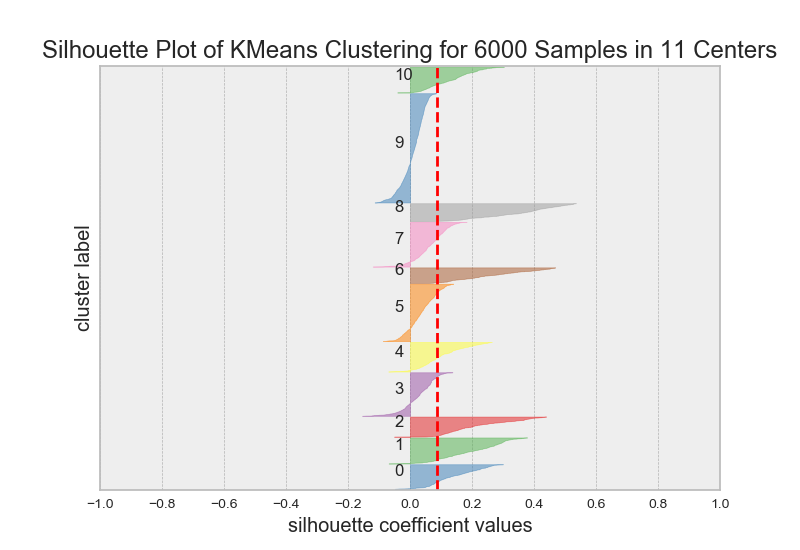 Silhouette Plot of KMeans Clustering for 6000 Samples in 11 Centers
10
9
8
7
6
5
4
3
2
1
0
cluster label
−1.0 −0.8 −0.6 −0.4 −0.2 0.0 0.2 0.4 0.6 0.8 1.0
silhouette coefficient values